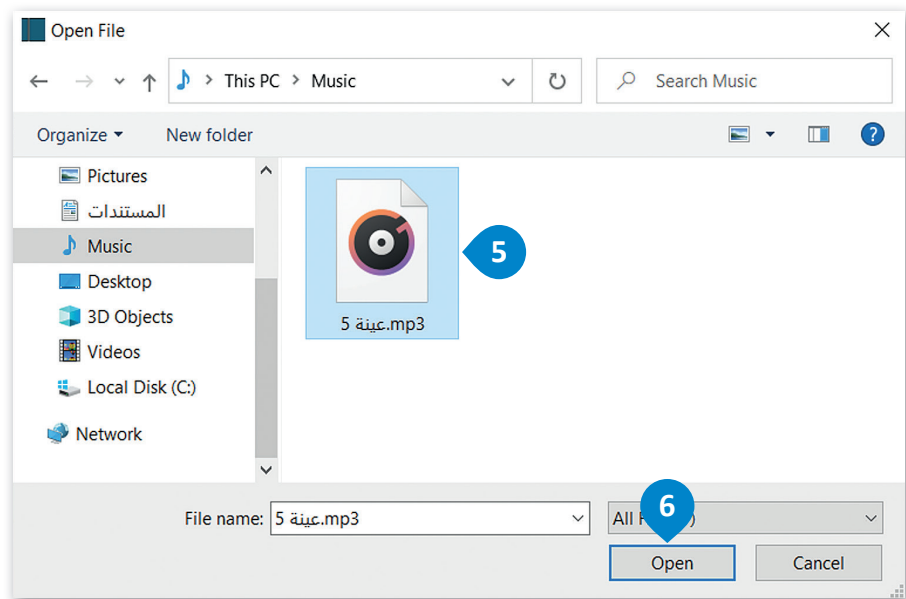 Open File
This PC > Music
Search Music
Organize
New folder
?
Pictures
المستندات
Music
Desktop
3D Objects
Videos
Local Disk (C:)
Network
5
5 عينة.mp3
File name: 5 عينة.mp3
All
6
Open
Cancel